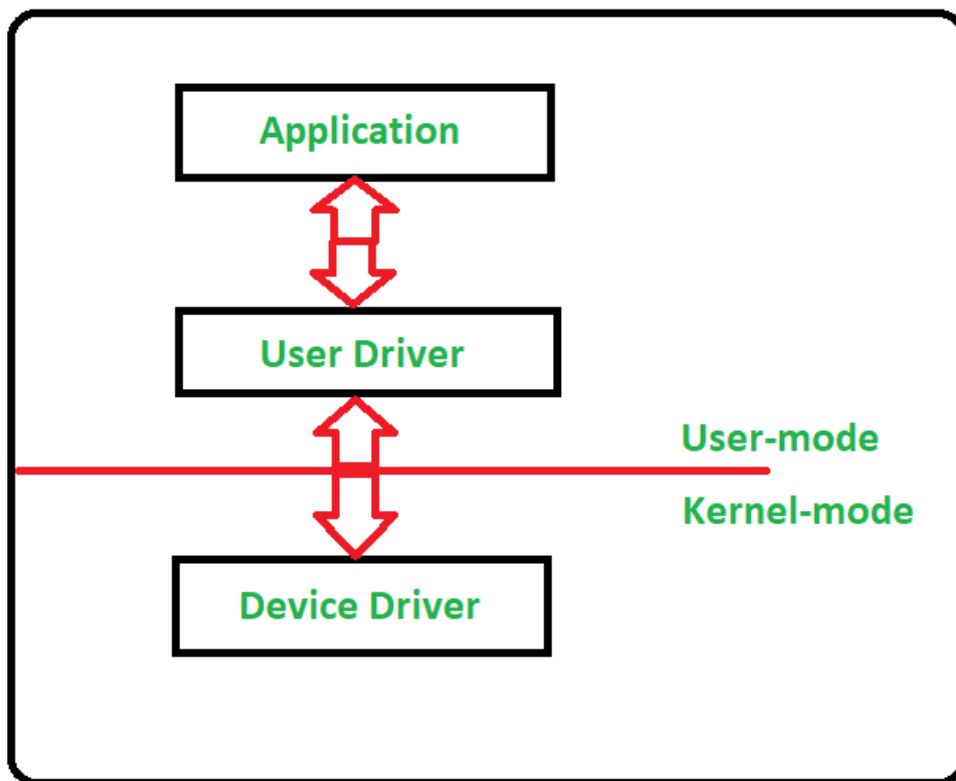 Application
User Driver
User-mode
Kernel-mode
Device Driver